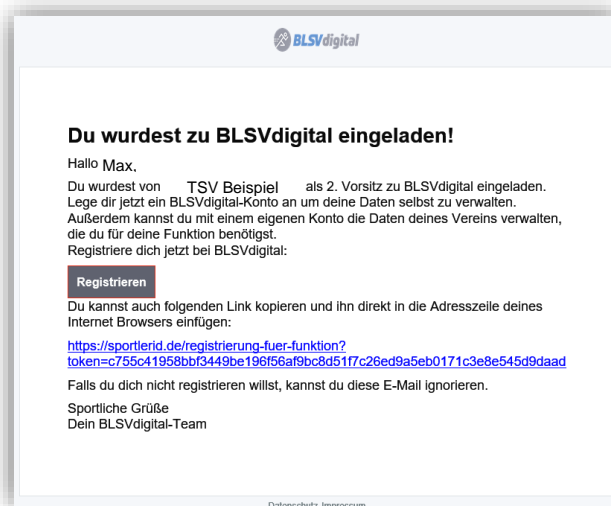 BLSVdigital
Du wurdest zu BLSVdigital eingeladen!
Hallo Max,
Du wurdest von TSV Beispiel als 2. Vorsitz zu BLSVdigital eingeladen.
Lege dir jetzt ein BLSVdigital-Konto an um deine Daten selbst zu verwalten.
Außerdem kannst du mit einem eigenen Konto die Daten deines Vereins verwalten,
die du für deine Funktion benötigst.
Registriere dich jetzt bei BLSVdigital:
Registrieren
Du kannst auch folgenden Link kopieren und ihn direkt in die Adresszeile deines
Internet Browsers einfügen:
https://sportlerid.de/registrierung-fuer-funktion?
token=c755c41958bbf3449be196f56af9bc8d51f7c26ed9a5eb0171c3e8e545d9daad
Falls du dich nicht registrieren willst, kannst du diese E-Mail ignorieren.
Sportliche Grüße
Dein BLSVdigital-Team
Datenschutz Impressum